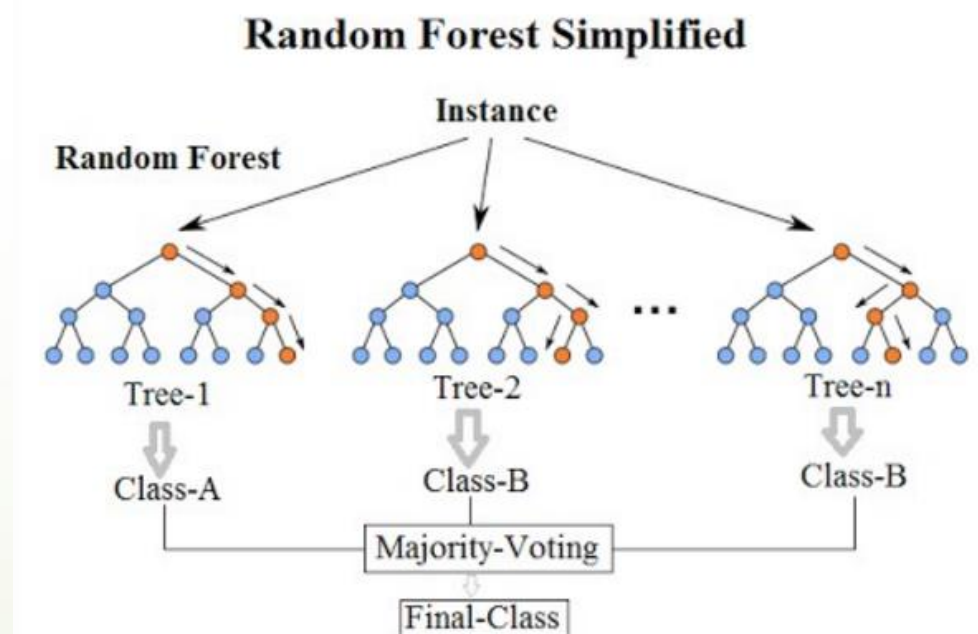 Random Forest Simplified
Instance
Random Forest
...
Tree-1
Tree-2
Tree-n
Class-A
Class-B
Class-B
Majority-Voting
Final-Class